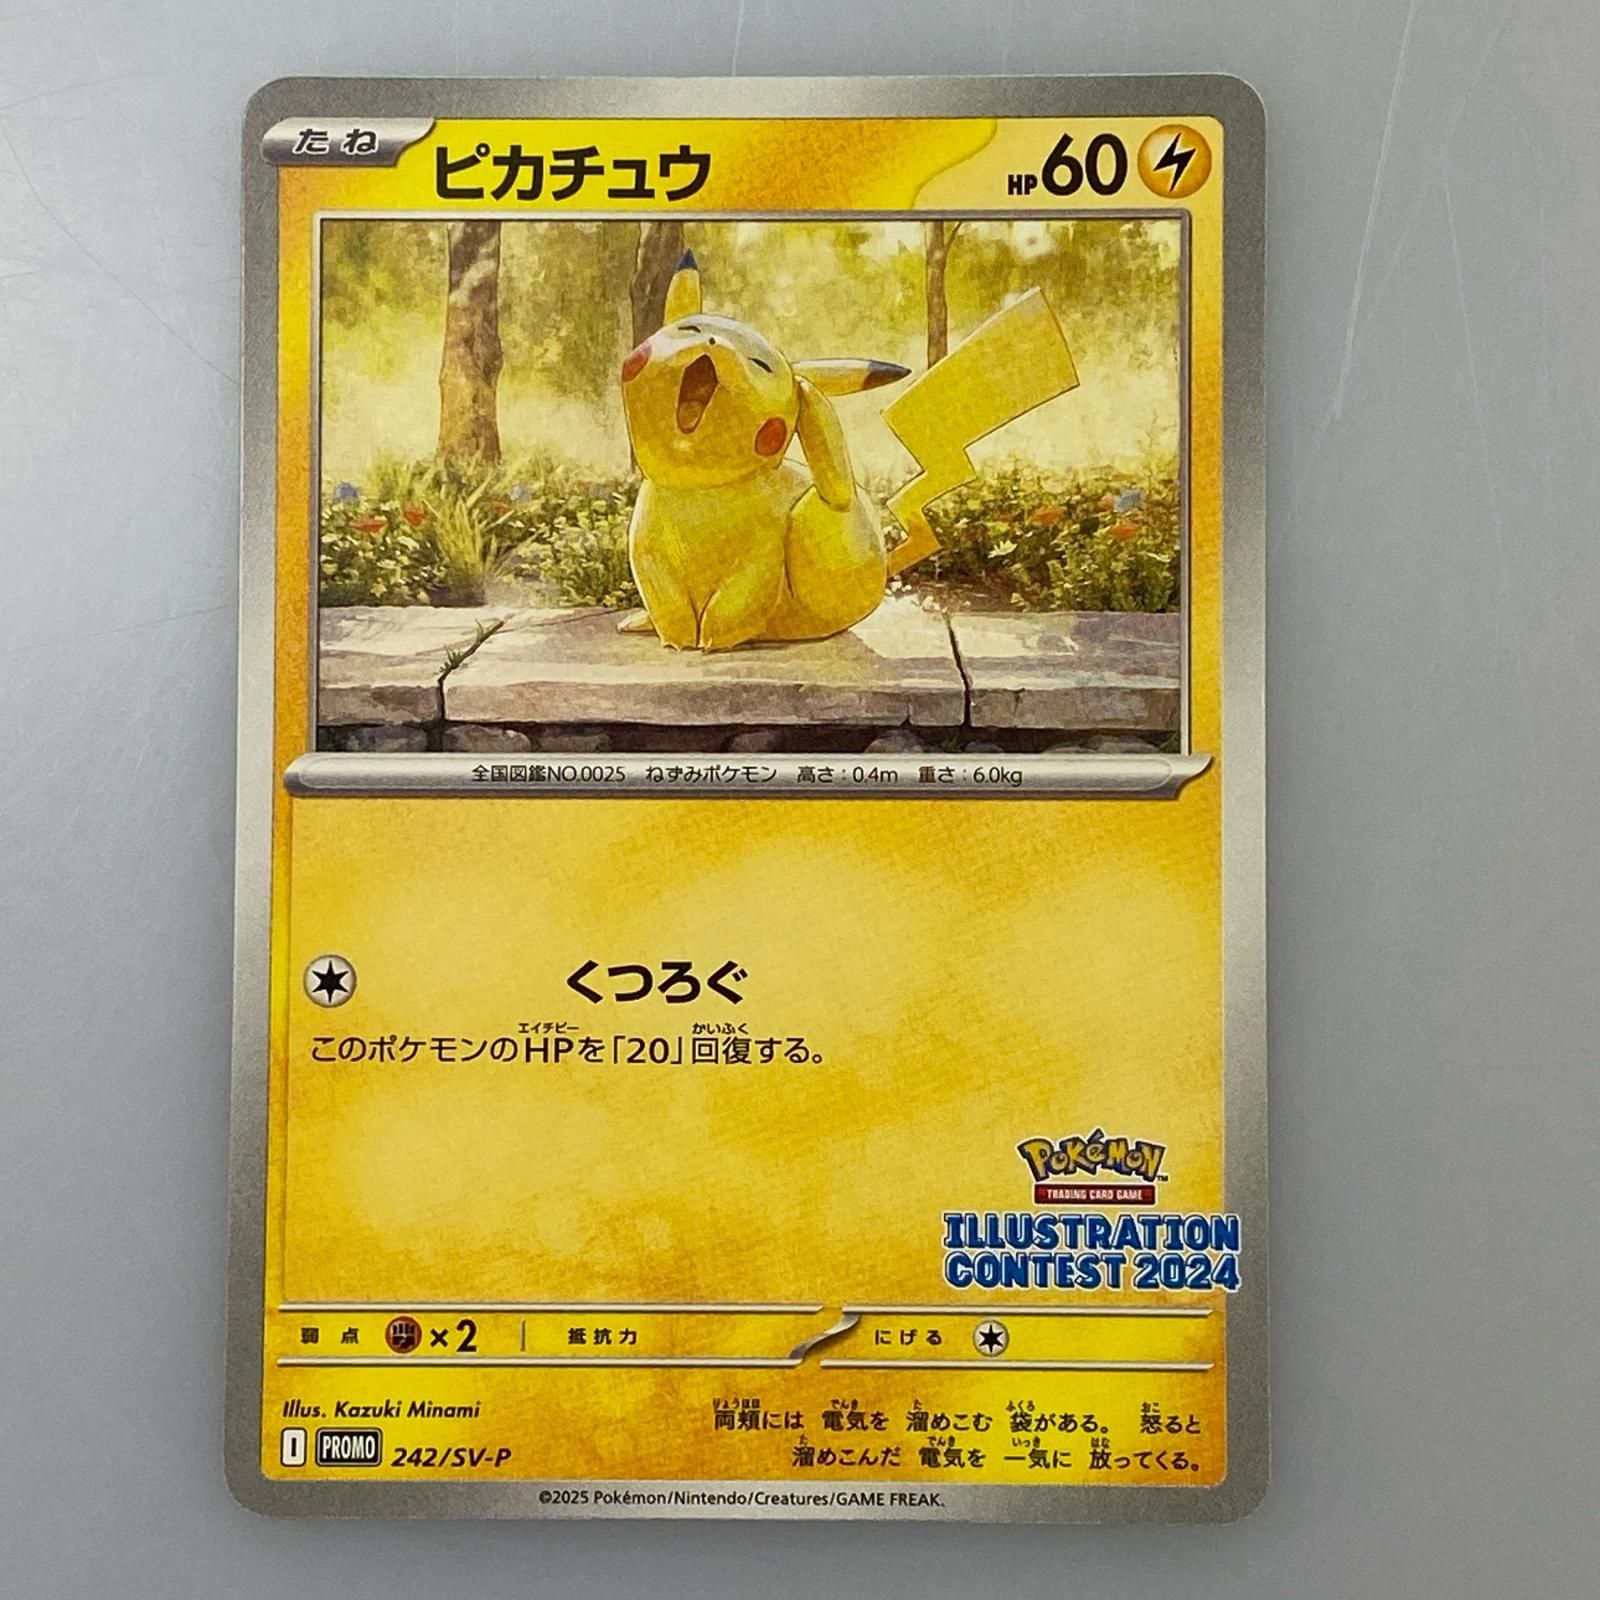 たね
ピカチュウ
HP60
全国図鑑NO.0025 ねずみポケモン 高さ:0.4m 重さ:6.0kg
くつろぐ
エイチピー かいふく
このポケモンのHPを「20」回復する。
POKéMON™
TRADING CARD GAME
ILLUSTRATION
CONTEST 2024
弱点 ×2 抵抗力 にげる
Illus. Kazuki Minami
I PROMO 242/SV-P
りょうほほ でんき た ふくろ おこ
両頬には 電気を 溜めこむ 袋がある。 怒ると
た でんき いっき はな
溜めこんだ 電気を 一気に 放ってくる。
©2025 Pokémon/Nintendo/Creatures/GAME FREAK.